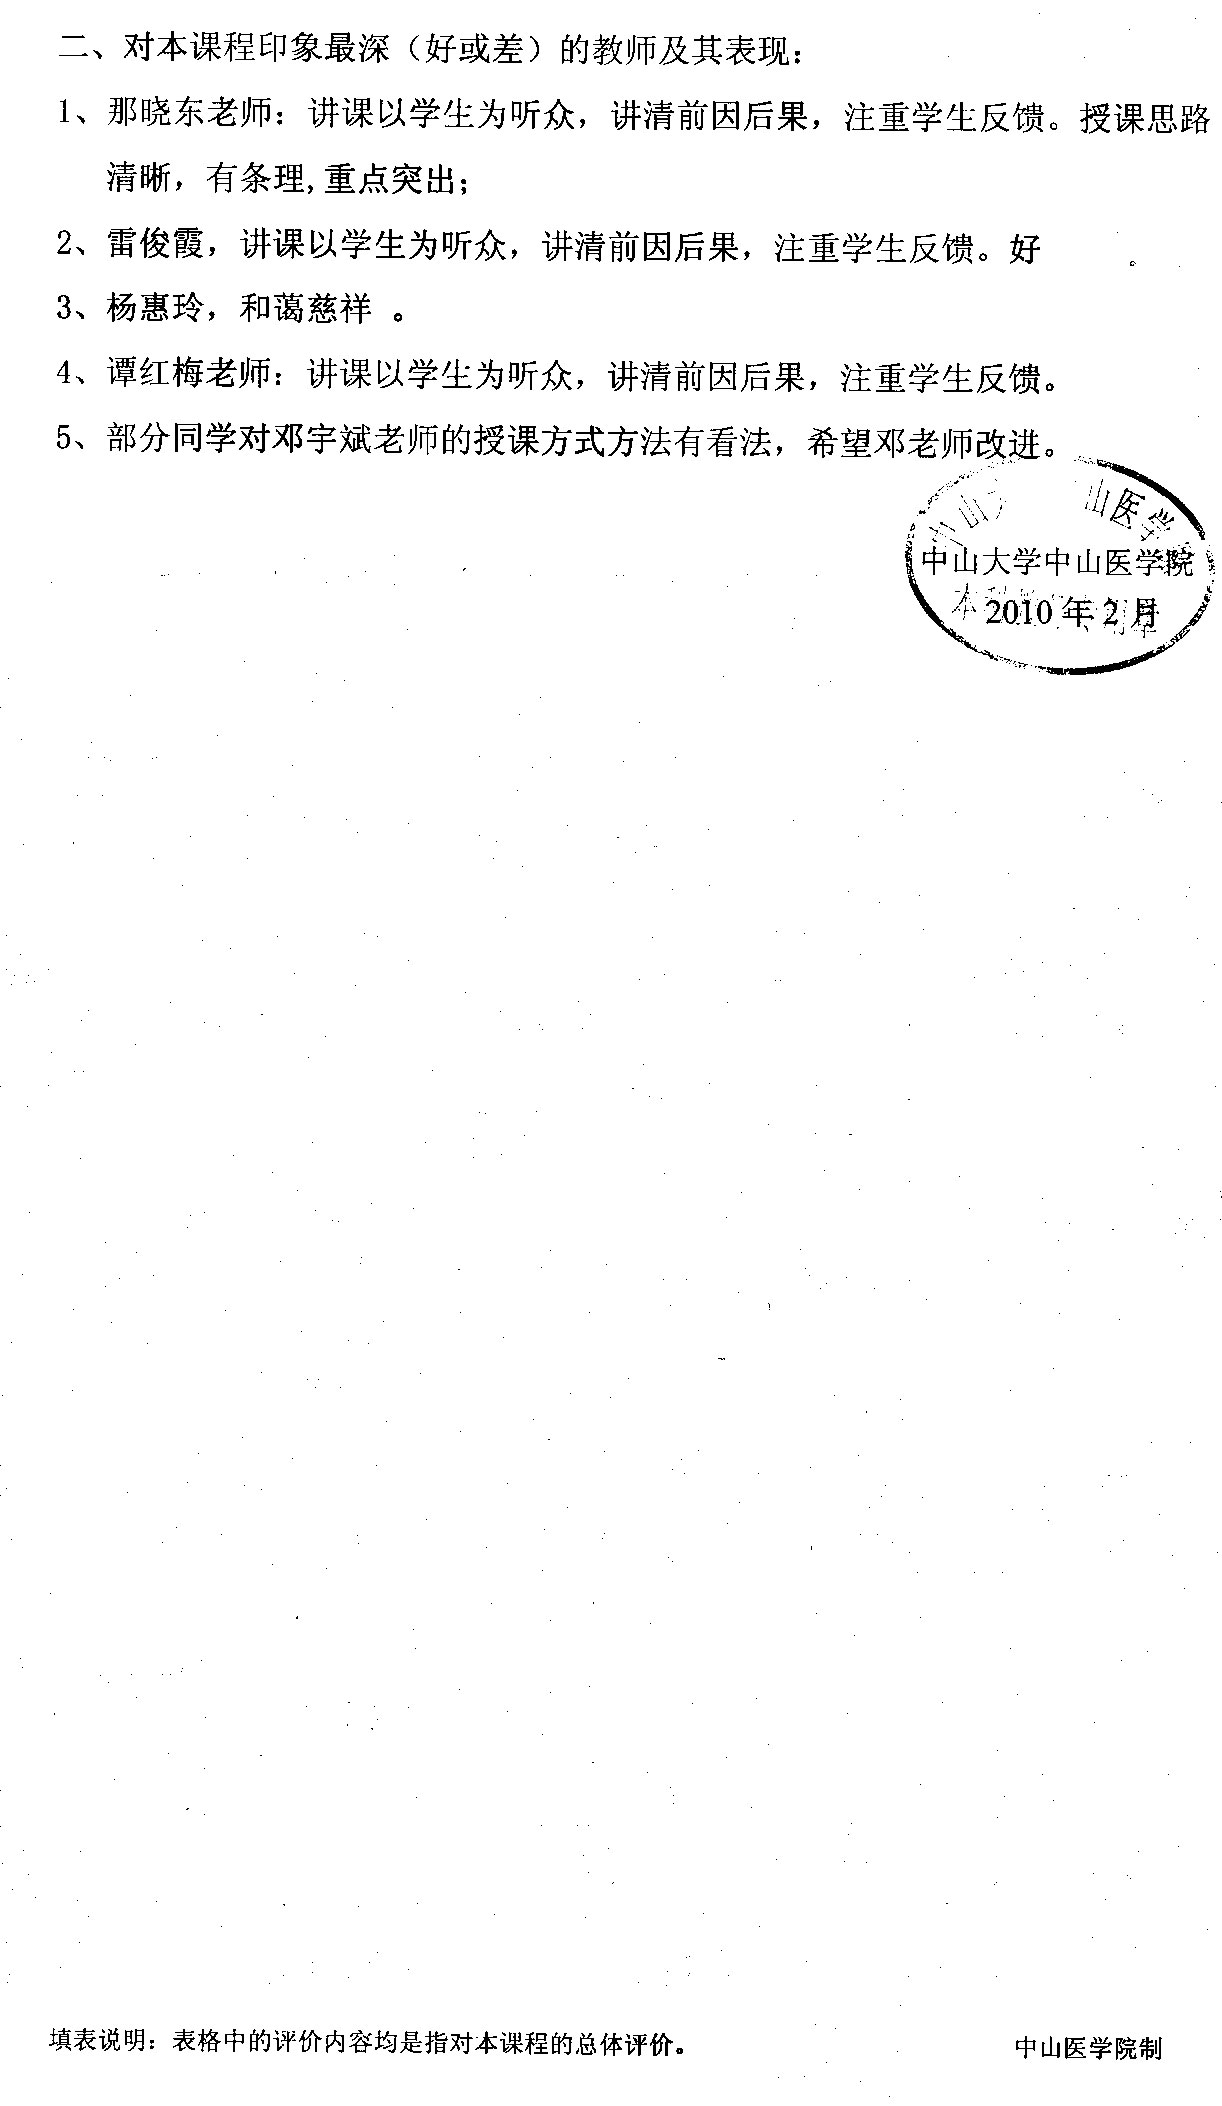 二、对本课程印象最深（好或差）的教师及其表现：
1、那晓东老师：讲课以学生为听众，讲清前因后果，注重学生反馈。授课思路
清晰，有条理,重点突出；
2、雷俊霞，讲课以学生为听众，讲清前因后果，注重学生反馈。好 。
3、杨惠玲，和蔼慈祥 。
4、谭红梅老师：讲课以学生为听众，讲清前因后果，注重学生反馈。
5、部分同学对邓宇斌老师的授课方式方法有看法，希望邓老师改进。
中山大 山医学
中山大学中山医学院
本科
2010 年 2 月
填表说明：表格中的评价内容均是指对本课程的总体评价。
中山医学院制